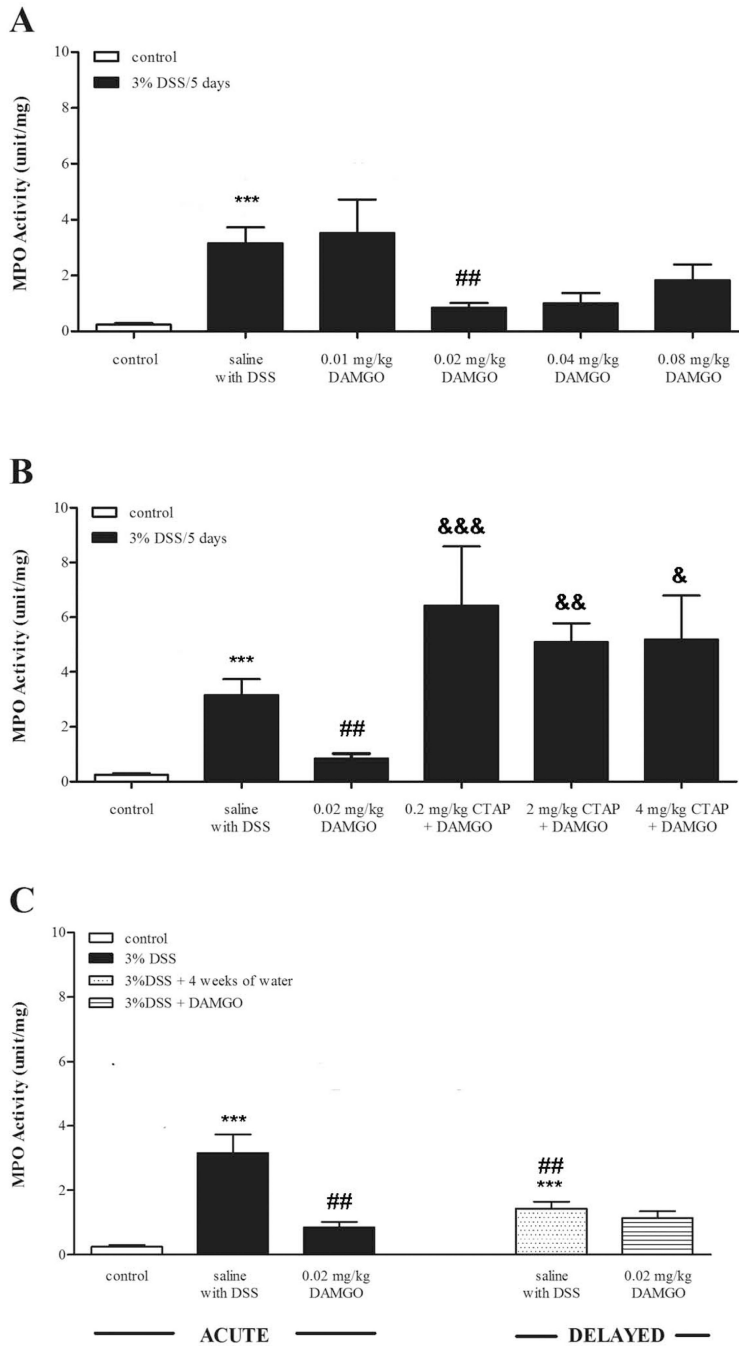 A
MPO Activity (unit/mg)
10
8
6
4
2
0
control
3% DSS/5 days
***
##
control
saline
with DSS
0.01 mg/kg
DAMGO
0.02 mg/kg
DAMGO
0.04 mg/kg
DAMGO
0.08 mg/kg
DAMGO
B
MPO Activity (unit/mg)
10
8
6
4
2
0
control
3% DSS/5 days
***
##
&&&
&&
&
control
saline
with DSS
0.02 mg/kg
DAMGO
0.2 mg/kg CTAP
+ DAMGO
2 mg/kg CTAP
+ DAMGO
4 mg/kg CTAP
+ DAMGO
C
MPO Activity (unit/mg)
10
8
6
4
2
0
control
3% DSS
3%DSS + 4 weeks of water
3%DSS + DAMGO
***
##
##
***
control
saline
with DSS
0.02 mg/kg
DAMGO
saline
with DSS
0.02 mg/kg
DAMGO
ACUTE
DELAYED